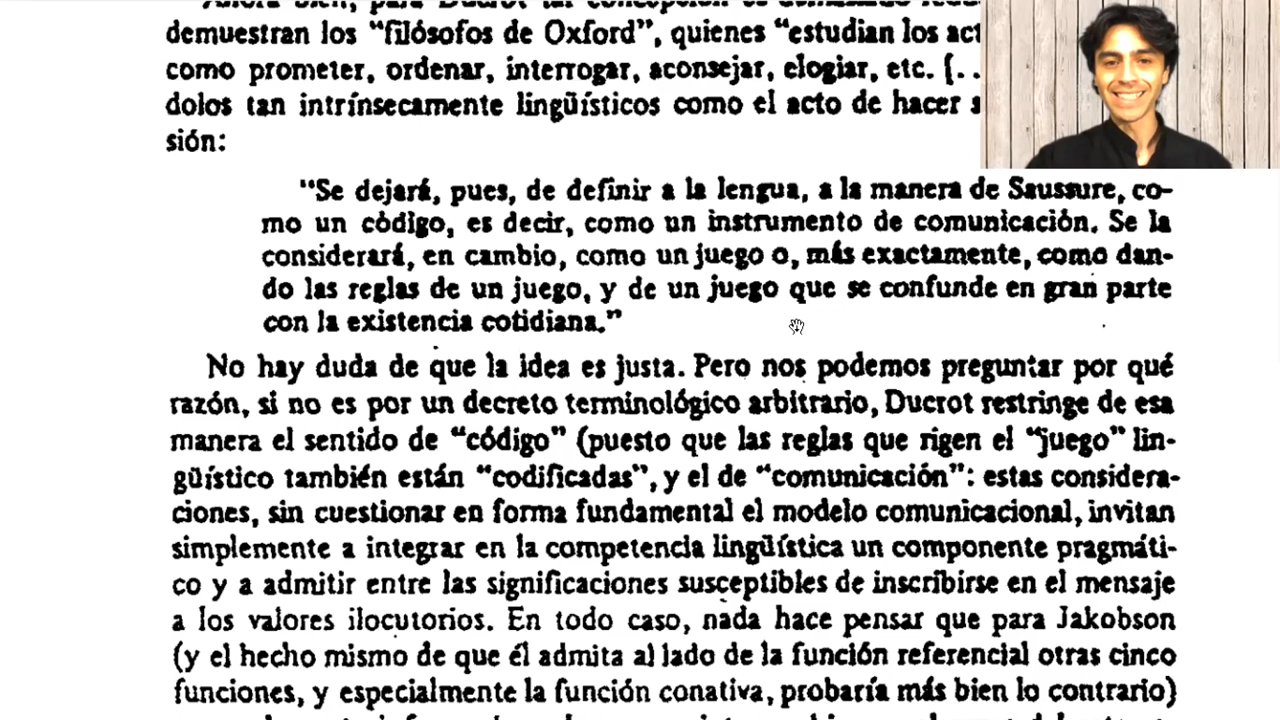 demuestran los “filósofos de Oxford”, quienes “estudian los act
como prometer, ordenar, interrogar, aconsejar, elogiar, etc. [. .
dolos tan intrínsecamente lingüísticos como el acto de hacer s
sión:
“Se dejará, pues, de definir a la lengua, a la manera de Saussure, co-
mo un código, es decir, como un instrumento de comunicación. Se la
considerará, en cambio, como un juego o, más exactamente, como dan-
do las reglas de un juego, y de un juego que se confunde en gran parte
con la existencia cotidiana.”
No hay duda de que la idea es justa. Pero nos podemos preguntar por qué
razón, si no es por un decreto terminológico arbitrario, Ducrot restringe de esa
manera el sentido de “código” (puesto que las reglas que rigen el “juego” lin-
güístico también están “codificadas”, y el de “comunicación”: estas considera-
ciones, sin cuestionar en forma fundamental el modelo comunicacional, invitan
simplemente a integrar en la competencia lingüística un componente pragmáti-
co y a admitir entre las significaciones susceptibles de inscribirse en el mensaje
a los valores ilocutorios. En todo caso, nada hace pensar que para Jakobson
(y el hecho mismo de que él admita al lado de la función referencial otras cinco
funciones, y especialmente la función conativa, probaría más bien lo contrario)